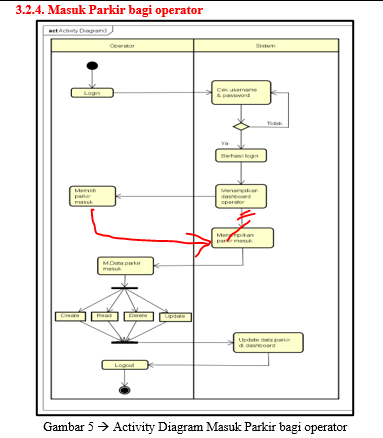 3.2.4. Masuk Parkir bagi operator
act Activity Diagram3
Operator
Sistem
Login
Cek username
& password
Tidak
Ya
Berhasil login
Memilih
parkir
masuk
Menampilkan
dashboard
operator
Menampilkan
parkir masuk
M.Data parkir
masuk
Create
Read
Delete
Update
Update data parkir
di dashboard
Logout
Gambar 5 → Activity Diagram Masuk Parkir bagi operator